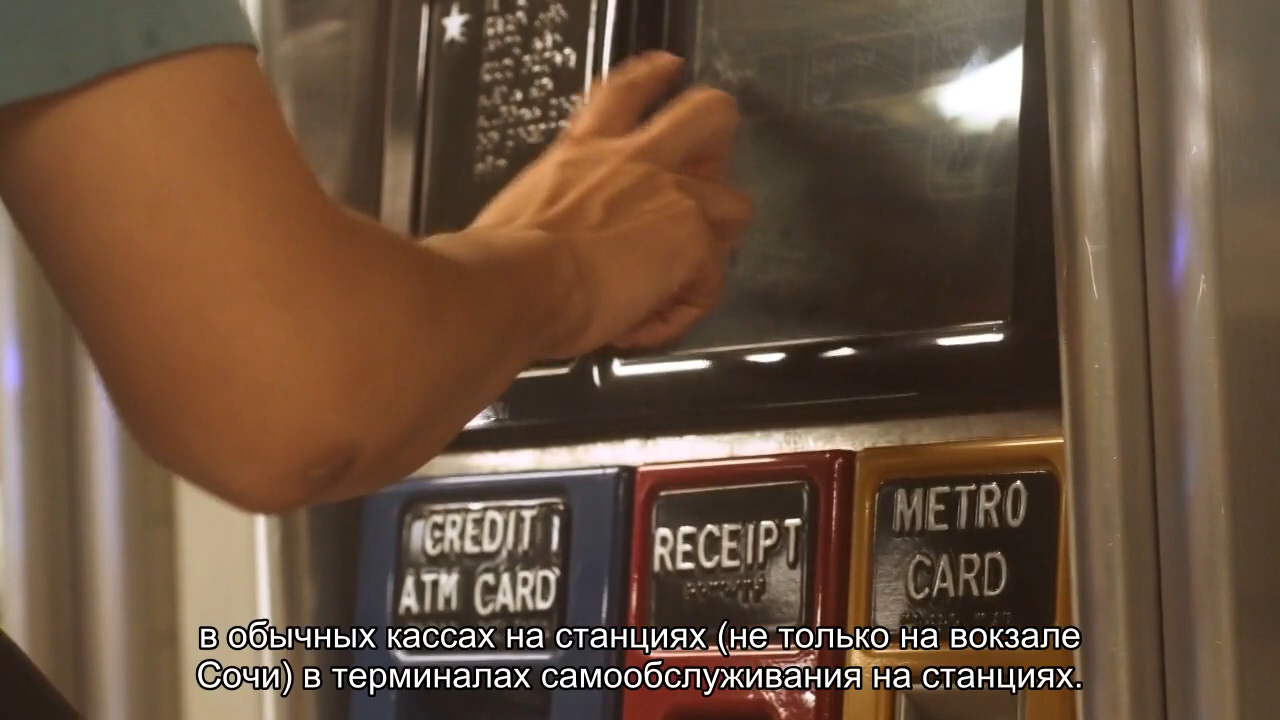 CREDIT
ATM CARD
RECEIPT
METRO
CARD
в обычных кассах на станциях (не только на вокзале
Сочи) в терминалах самообслуживания на станциях.